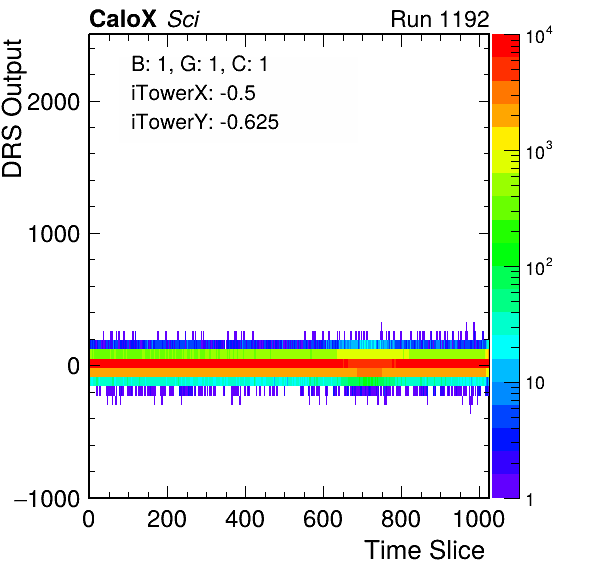 CaloX Sci Run 1192
B: 1, G: 1, C: 1
iTowerX: -0.5
iTowerY: -0.625
DRS Output
2000
1000
0
−1000
0 200 400 600 800 1000
Time Slice
10^4
10^3
10^2
10
1